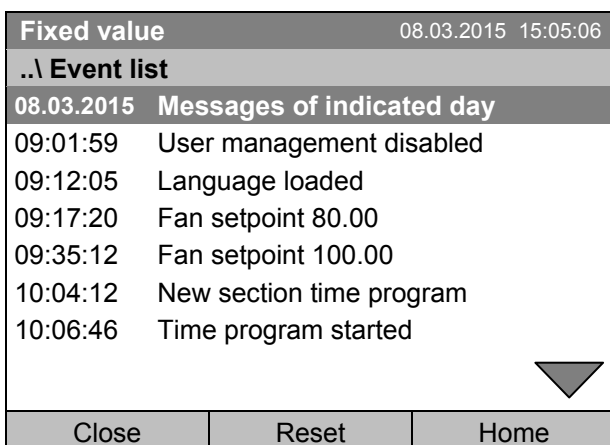 Fixed value 08.03.2015 15:05:06
..\ Event list
08.03.2015 Messages of indicated day
09:01:59 User management disabled
09:12:05 Language loaded
09:17:20 Fan setpoint 80.00
09:35:12 Fan setpoint 100.00
10:04:12 New section time program
10:06:46 Time program started
Close Reset Home